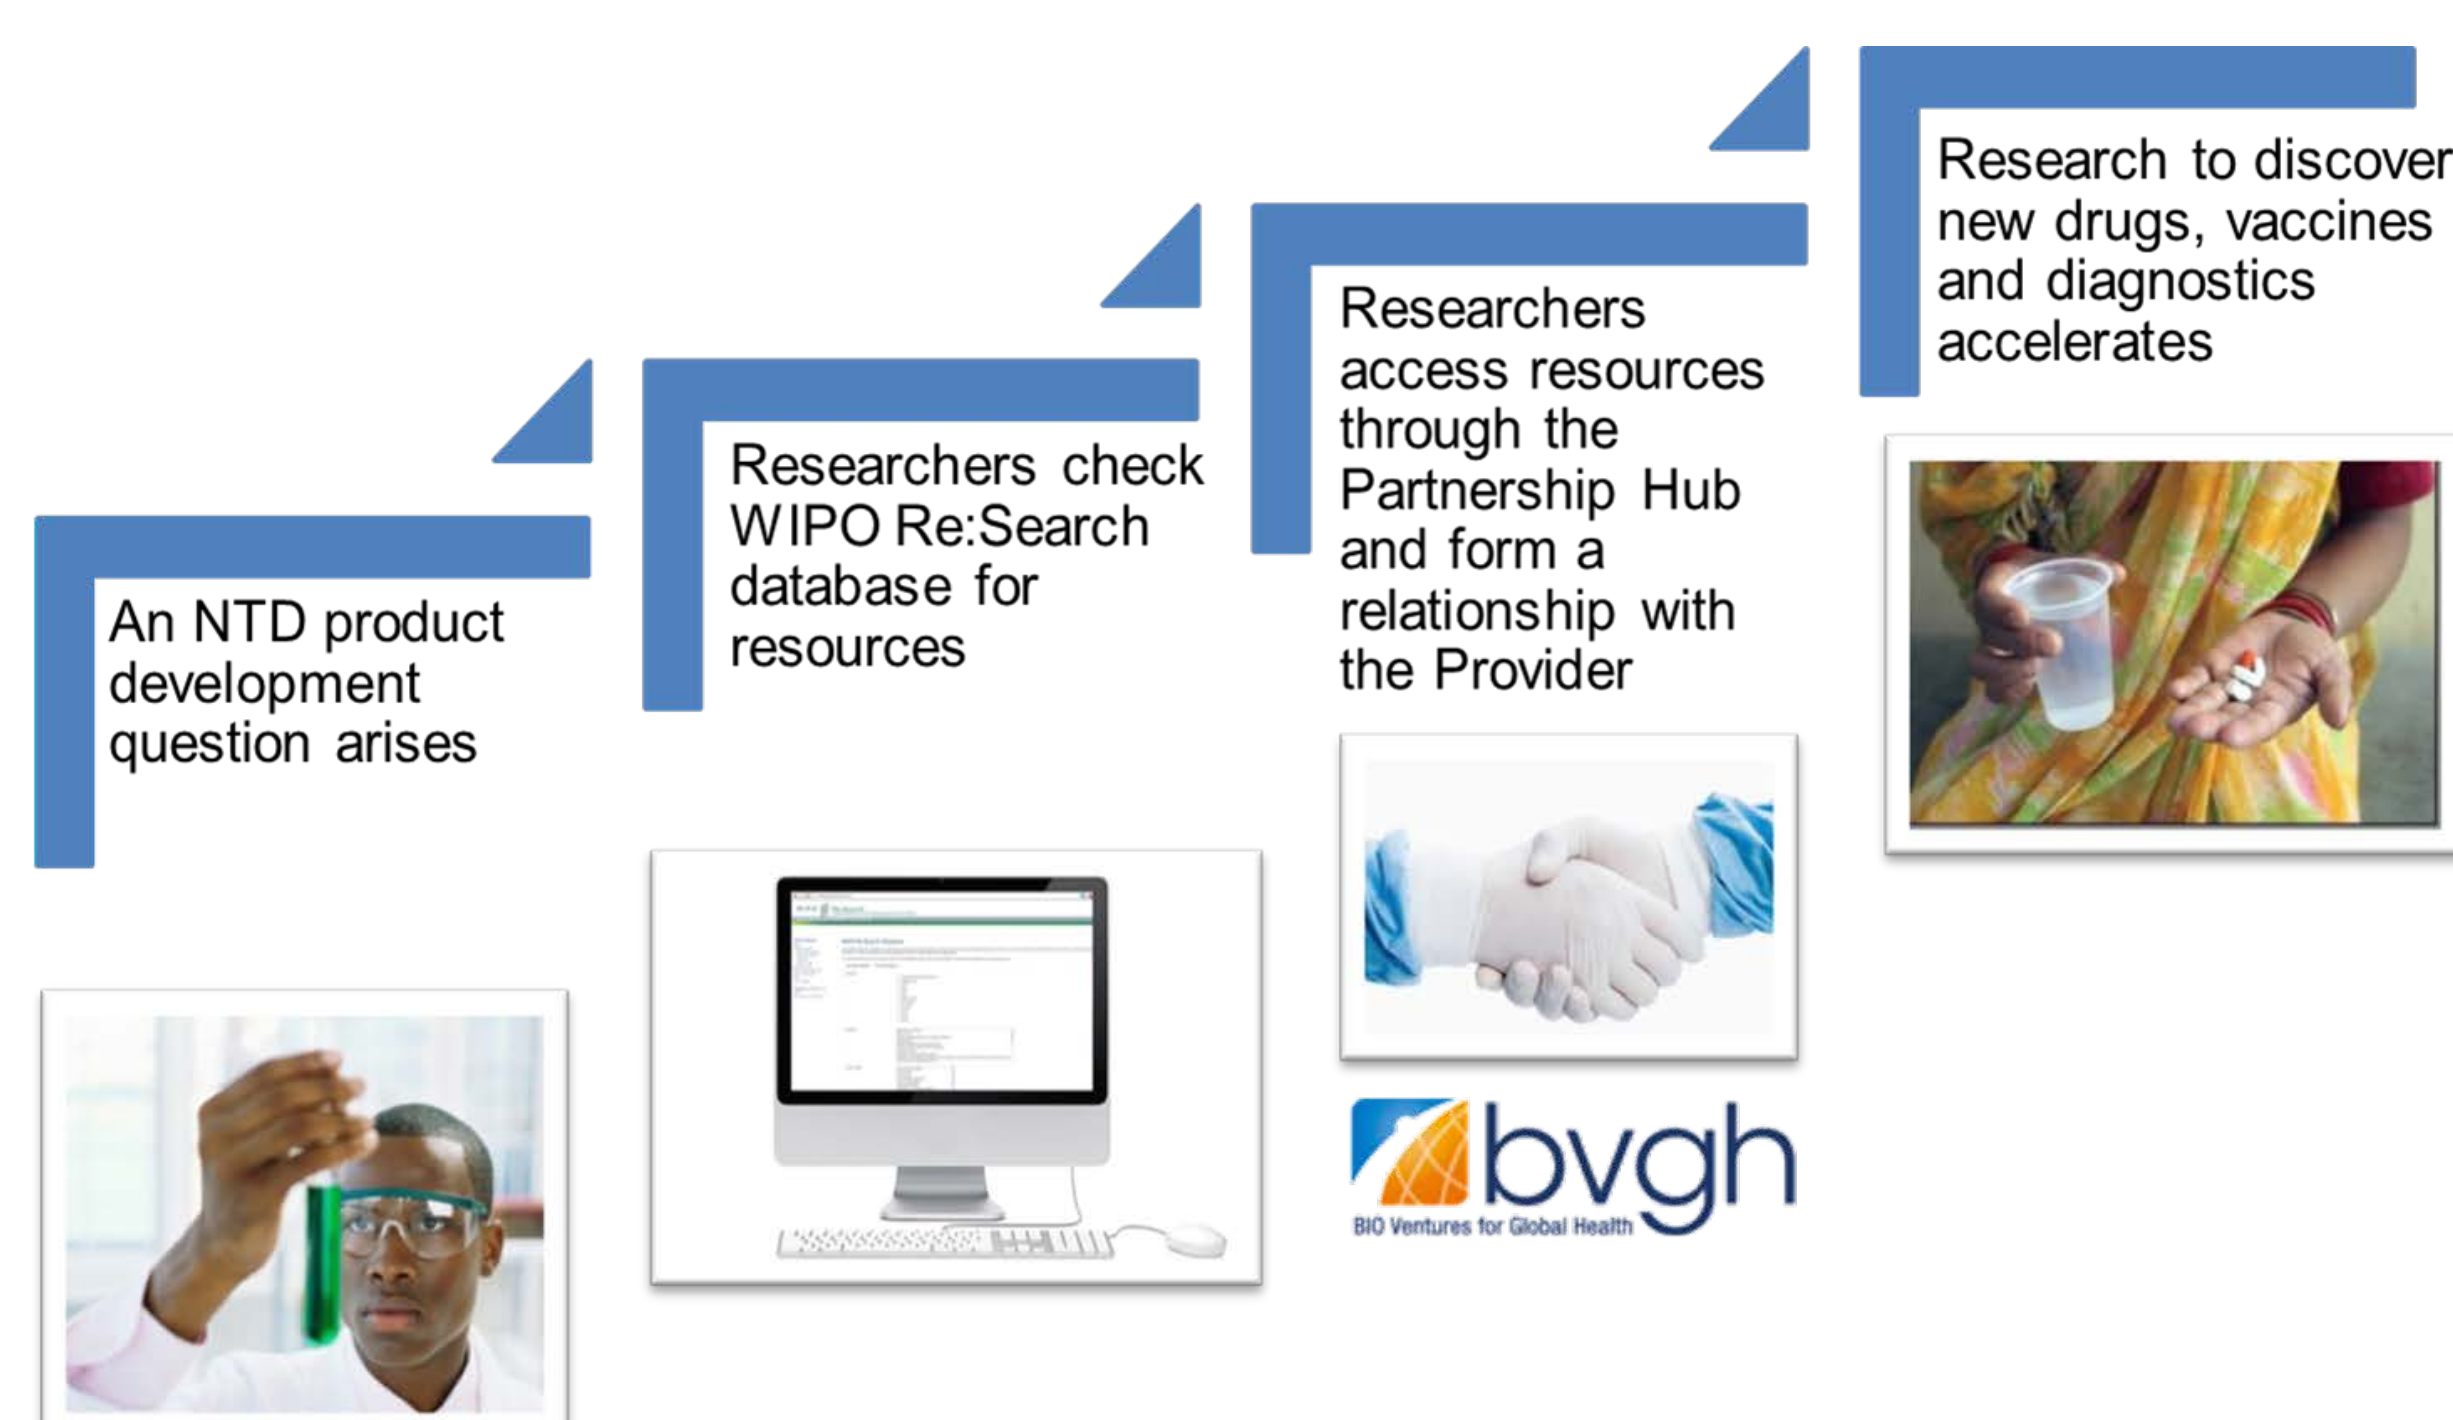 An NTD product
development
question arises
Researchers check
WIPO Re:Search
database for
resources
Researchers
access resources
through the
Partnership Hub
and form a
relationship with
the Provider
bvgh
BIO Ventures for Global Health
Research to discover
new drugs, vaccines
and diagnostics
accelerates